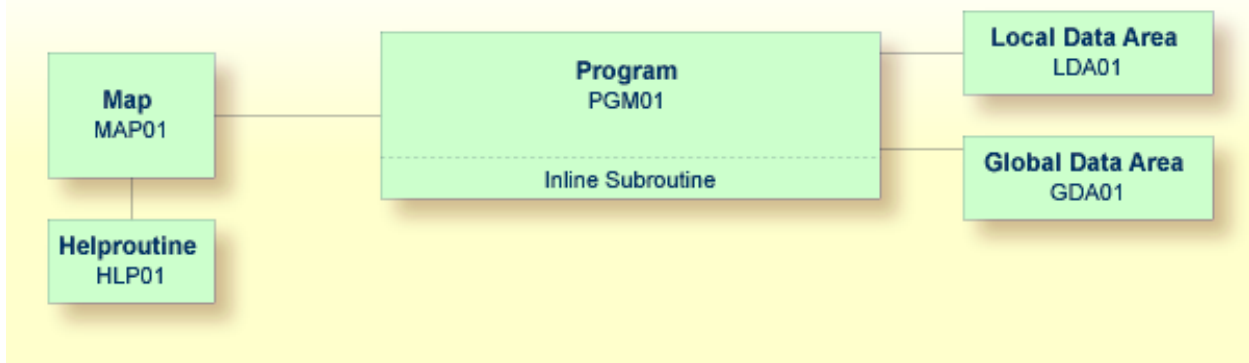 Map
MAP01
Helproutine
HLP01
Program
PGM01
Inline Subroutine
Local Data Area
LDA01
Global Data Area
GDA01